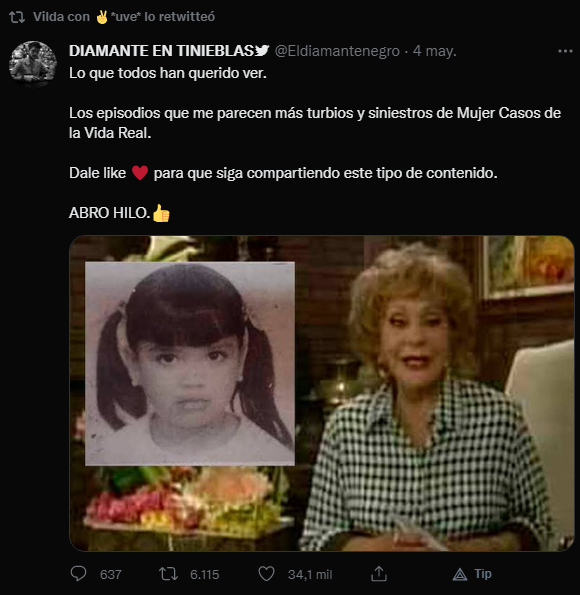 Vilda con ✌*uve* lo retwitteó
DIAMANTE EN TINIEBLAS @Eldiamantenegro · 4 may.
Lo que todos han querido ver.
Los episodios que me parecen más turbios y siniestros de Mujer Casos de
la Vida Real.
Dale like ❤ para que siga compartiendo este tipo de contenido.
ABRO HILO.👍
637 6.115 34,1 mil Tip